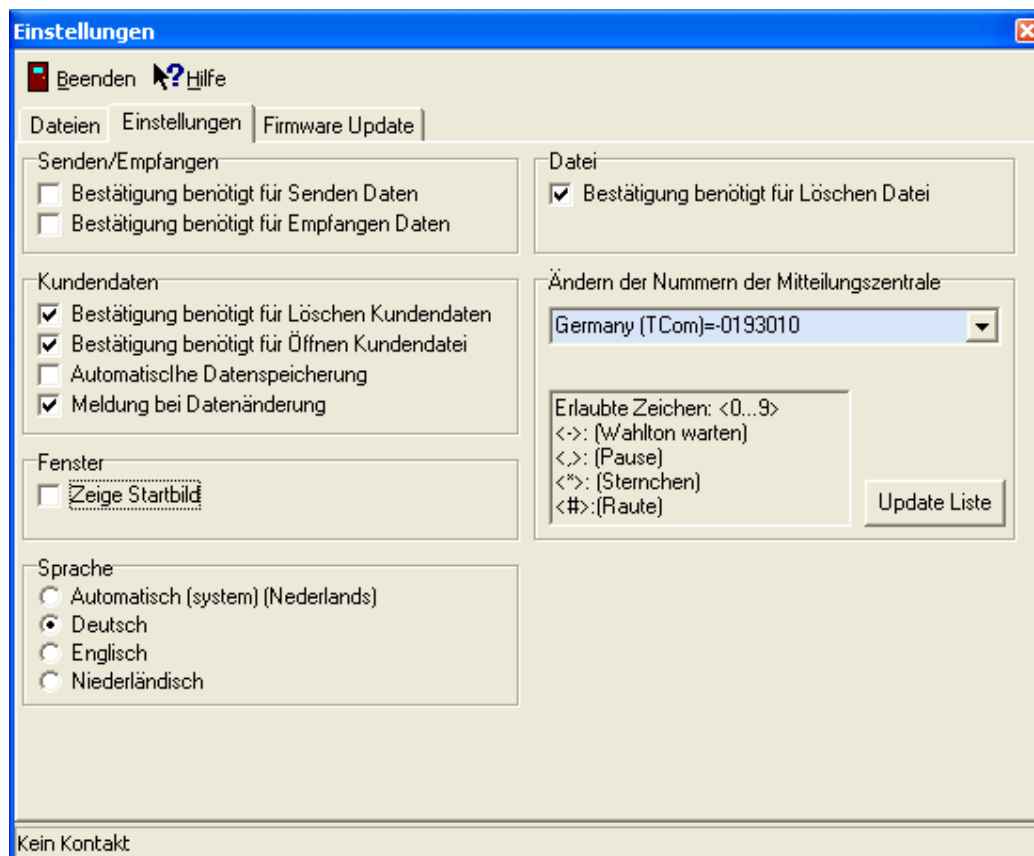 Einstellungen
Beenden Hilfe
Dateien Einstellungen Firmware Update
Senden/Empfangen
Bestätigung benötigt für Senden Daten
Bestätigung benötigt für Empfangen Daten
Datei
Bestätigung benötigt für Löschen Datei
Kundendaten
Bestätigung benötigt für Löschen Kundendaten
Bestätigung benötigt für Öffnen Kundendatei
Automatisclhe Datenspeicherung
Meldung bei Datenänderung
Ändern der Nummern der Mitteilungszentrale
Germany (TCom)=-0193010
Erlaubte Zeichen: <0...9>
<->: (Wahlton warten)
<,>: (Pause)
<*>: (Sternchen)
<#>:(Raute)
Update Liste
Fenster
Zeige Startbild
Sprache
Automatisch (system) (Nederlands)
Deutsch
Englisch
Niederländisch
Kein Kontakt